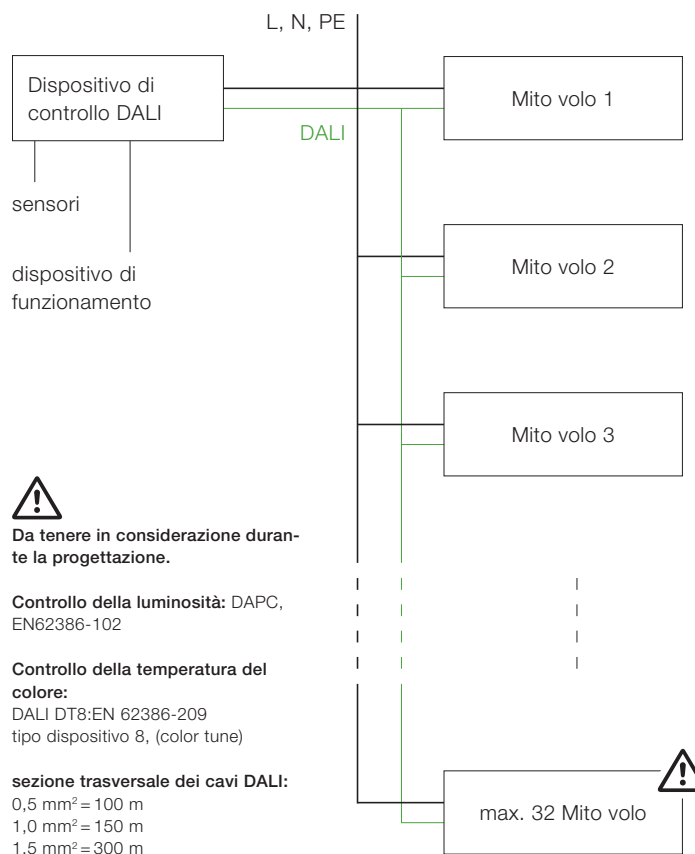 L, N, PE
Dispositivo di
controllo DALI
Mito volo 1
DALI
sensori
dispositivo di
funzionamento
Mito volo 2
Mito volo 3
Da tenere in considerazione duran-
te la progettazione.
Controllo della luminosità: DAPC,
EN62386-102
Controllo della temperatura del
colore:
DALI DT8:EN 62386-209
tipo dispositivo 8, (color tune)
sezione trasversale dei cavi DALI:
0,5 mm² = 100 m
1,0 mm² = 150 m
1,5 mm² = 300 m
max. 32 Mito volo